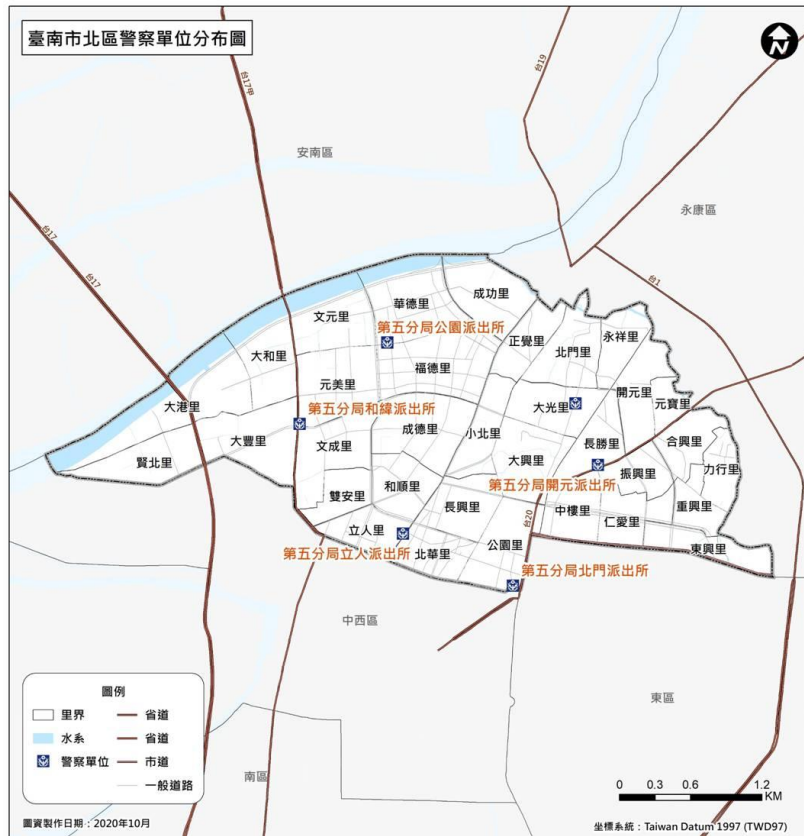 臺南市北區警察單位分布圖
N
台17甲
台19
安南區
永康區
台17
台17
台1
成功里
華德里
文元里
第五分局公園派出所
正覺里
永祥里
北門里
大和里
福德里
元美里
開元里
元寶里
大港里
第五分局和緯派出所
大光里
成德里
小北里
大豐里
文成里
長勝里
合興里
賢北里
大興里
力行里
振興里
第五分局開元派出所
和順里
雙安里
長興里
重興里
中樓里
台20
仁愛里
立人里
公園里
東興里
第五分局立人派出所
北華里
第五分局北門派出所
中西區
東區
南區
圖例
里界
省道
水系
省道
警察單位
市道
一般道路
0 0.3 0.6 1.2
KM
圖資製作日期：2020年10月
坐標系統：Taiwan Datum 1997 (TWD97)